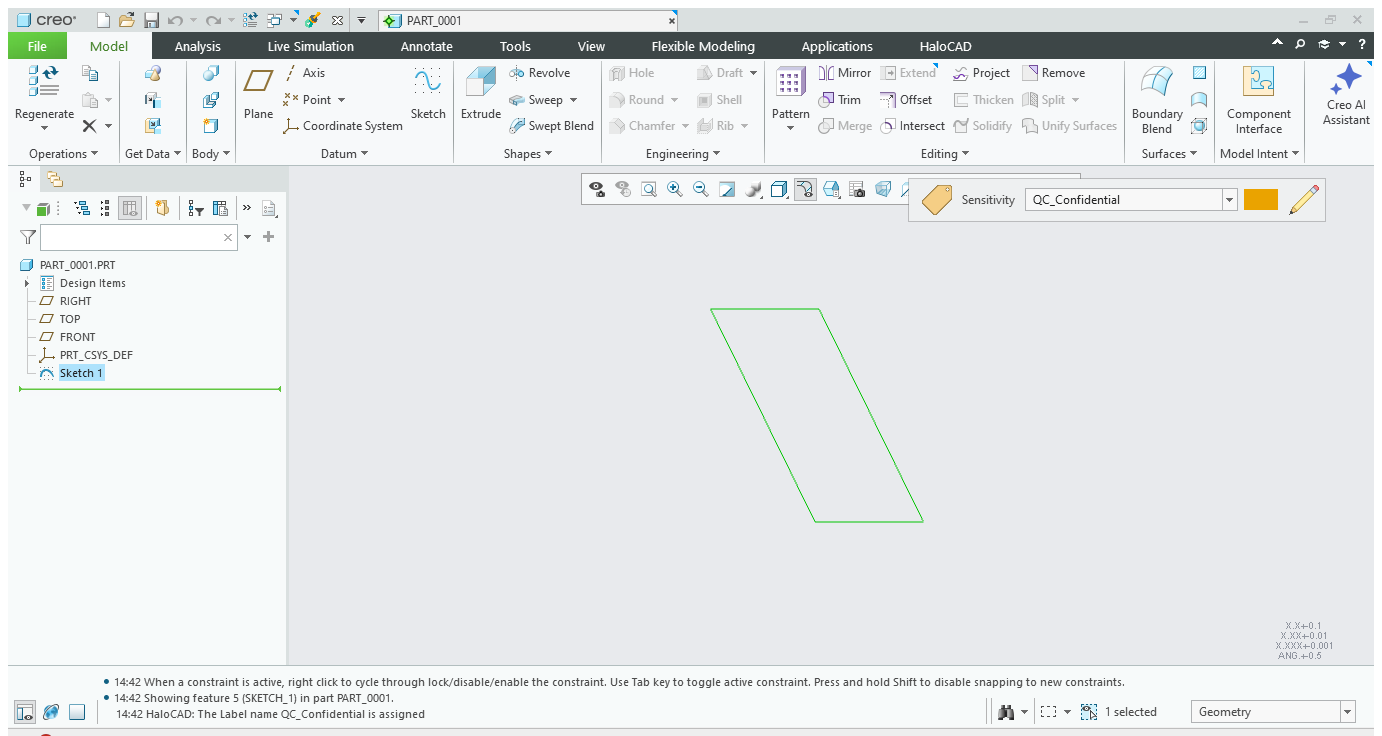 creo®
PART_0001
File Model Analysis Live Simulation Annotate Tools View Flexible Modeling Applications HaloCAD
Regenerate
Operations
Get Data
Body
Plane
Axis
Point
Coordinate System
Sketch
Datum
Extrude
Revolve
Sweep
Swept Blend
Shapes
Hole
Round
Chamfer
Draft
Shell
Rib
Engineering
Pattern
Mirror
Trim
Merge
Extend
Offset
Intersect
Project
Thicken
Solidify
Remove
Split
Unify Surfaces
Editing
Boundary
Blend
Surfaces
Component
Interface
Model Intent
Creo AI
Assistant
Sensitivity QC_Confidential
PART_0001.PRT
Design Items
RIGHT
TOP
FRONT
PRT_CSYS_DEF
Sketch 1
X.X+-0.1
X.XX+-0.01
X.XXX+-0.001
ANG.+-0.5
• 14:42 When a constraint is active, right click to cycle through lock/disable/enable the constraint. Use Tab key to toggle active constraint. Press and hold Shift to disable snapping to new constraints.
• 14:42 Showing feature 5 (SKETCH_1) in part PART_0001.
14:42 HaloCAD: The Label name QC_Confidential is assigned
1 selected
Geometry